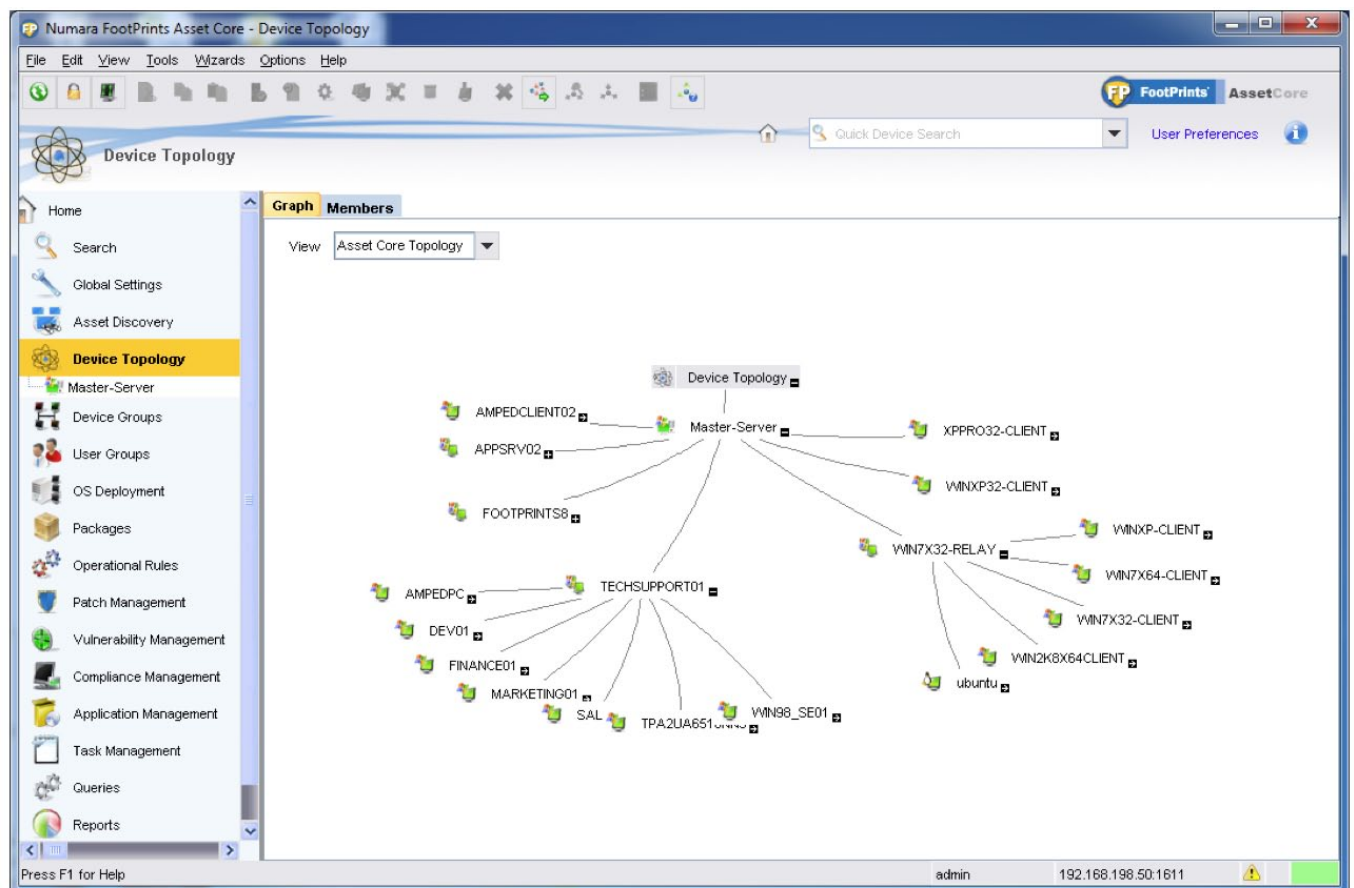 Numara FootPrints Asset Core - Device Topology
File Edit View Tools Wizards Options Help
FP FootPrints AssetCore
Device Topology
Quick Device Search
User Preferences
Home
Search
Global Settings
Asset Discovery
Device Topology
Master-Server
Device Groups
User Groups
OS Deployment
Packages
Operational Rules
Patch Management
Vulnerability Management
Compliance Management
Application Management
Task Management
Queries
Reports
Graph Members
View Asset Core Topology
Device Topology
AMPEDCLIENT02
Master-Server
XPPRO32-CLIENT
APPSRV02
WINXP32-CLIENT
FOOTPRINTS8
WINXP-CLIENT
WIN7X32-RELAY
WIN7X64-CLIENT
TECHSUPPORT01
AMPEDPC
WIN7X32-CLIENT
DEV01
WIN2K8X64CLIENT
FINANCE01
ubuntu
MARKETING01
SAL
WIN98_SE01
Press F1 for Help
admin
192.168.198.50:1611